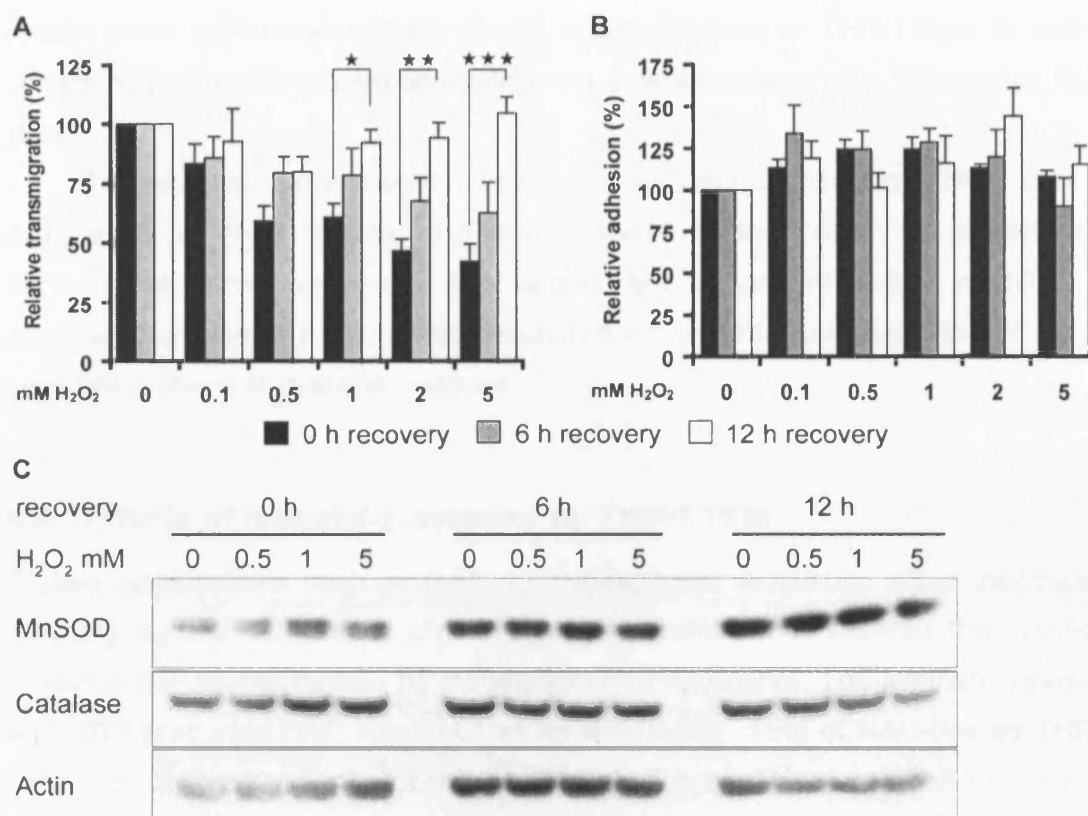 A
Relative transmigration (%)
125
100
75
50
25
0
★
★★
★★★
mM H₂O₂ 0 0.1 0.5 1 2 5
B
Relative adhesion (%)
175
150
125
100
75
50
25
0
mM H₂O₂ 0 0.1 0.5 1 2 5
0 h recovery 6 h recovery 12 h recovery
C
recovery 0 h 6 h 12 h
H₂O₂ mM 0 0.5 1 5 0 0.5 1 5 0 0.5 1 5
MnSOD
Catalase
Actin